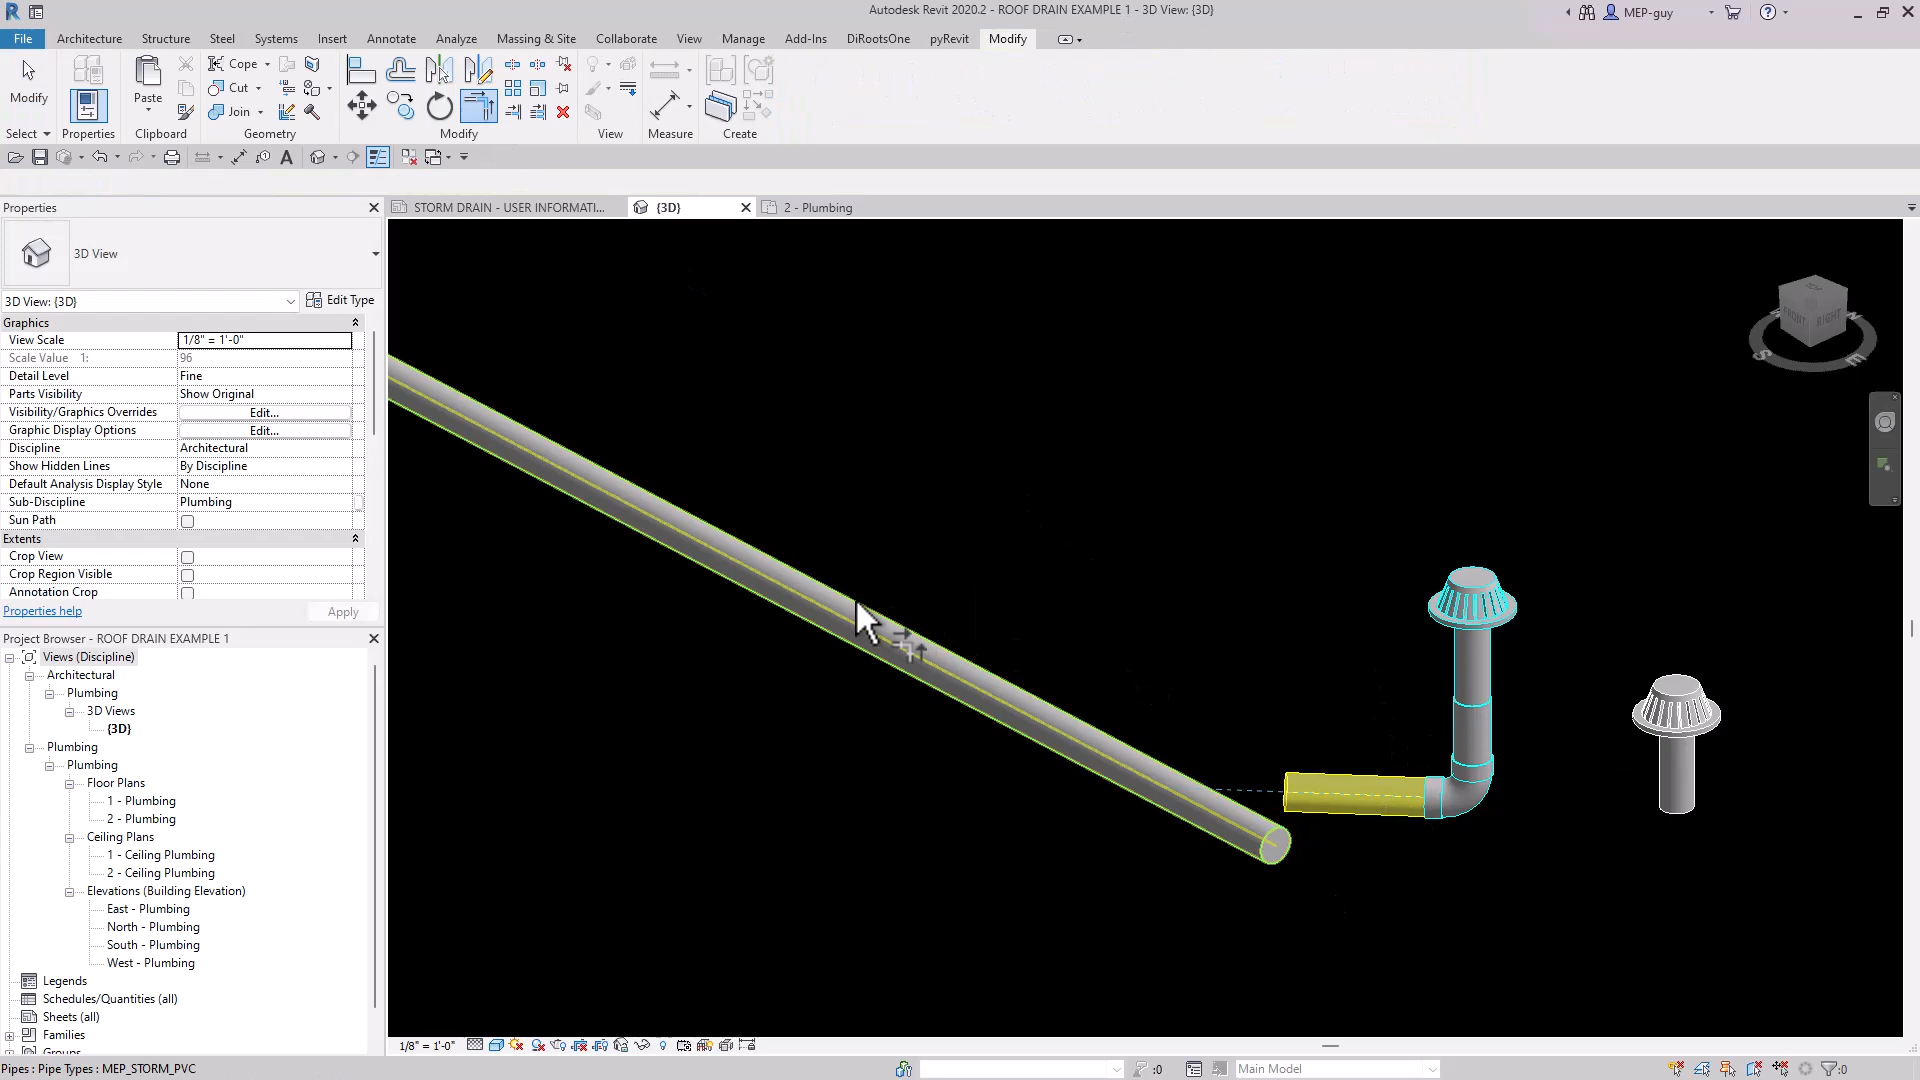 Autodesk Revit 2020.2 - ROOF DRAIN EXAMPLE 1 - 3D View: {3D}
MEP-guy
File Architecture Structure Steel Systems Insert Annotate Analyze Massing & Site Collaborate View Manage Add-Ins DiRootsOne pyRevit Modify
Modify Paste Cope Cut Join
Select Properties Clipboard Geometry Modify View Measure Create
Properties
STORM DRAIN - USER INFORMATI... {3D} 2 - Plumbing
3D View
3D View: {3D} Edit Type
Graphics
View Scale 1/8" = 1'-0"
Scale Value 1: 96
Detail Level Fine
Parts Visibility Show Original
Visibility/Graphics Overrides Edit...
Graphic Display Options Edit...
Discipline Architectural
Show Hidden Lines By Discipline
Default Analysis Display Style None
Sub-Discipline Plumbing
Sun Path
Extents
Crop View
Crop Region Visible
Annotation Crop
Properties help Apply
Project Browser - ROOF DRAIN EXAMPLE 1
Views (Discipline)
Architectural
Plumbing
3D Views
{3D}
Plumbing
Plumbing
Floor Plans
1 - Plumbing
2 - Plumbing
Ceiling Plans
1 - Ceiling Plumbing
2 - Ceiling Plumbing
Elevations (Building Elevation)
East - Plumbing
North - Plumbing
South - Plumbing
West - Plumbing
Legends
Schedules/Quantities (all)
Sheets (all)
Families
Groups
FRONT RIGHT
S E
1/8" = 1'-0"
Pipes : Pipe Types : MEP_STORM_PVC :0 Main Model :0